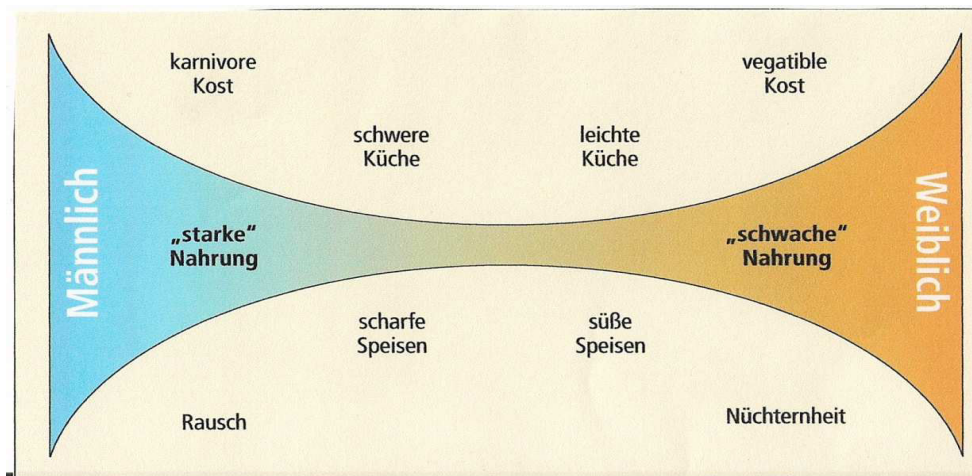 karnivore
Kost
vegatible
Kost
schwere
Küche
leichte
Küche
Männlich
„starke“
Nahrung
„schwache“
Nahrung
Weiblich
scharfe
Speisen
süße
Speisen
Rausch
Nüchternheit